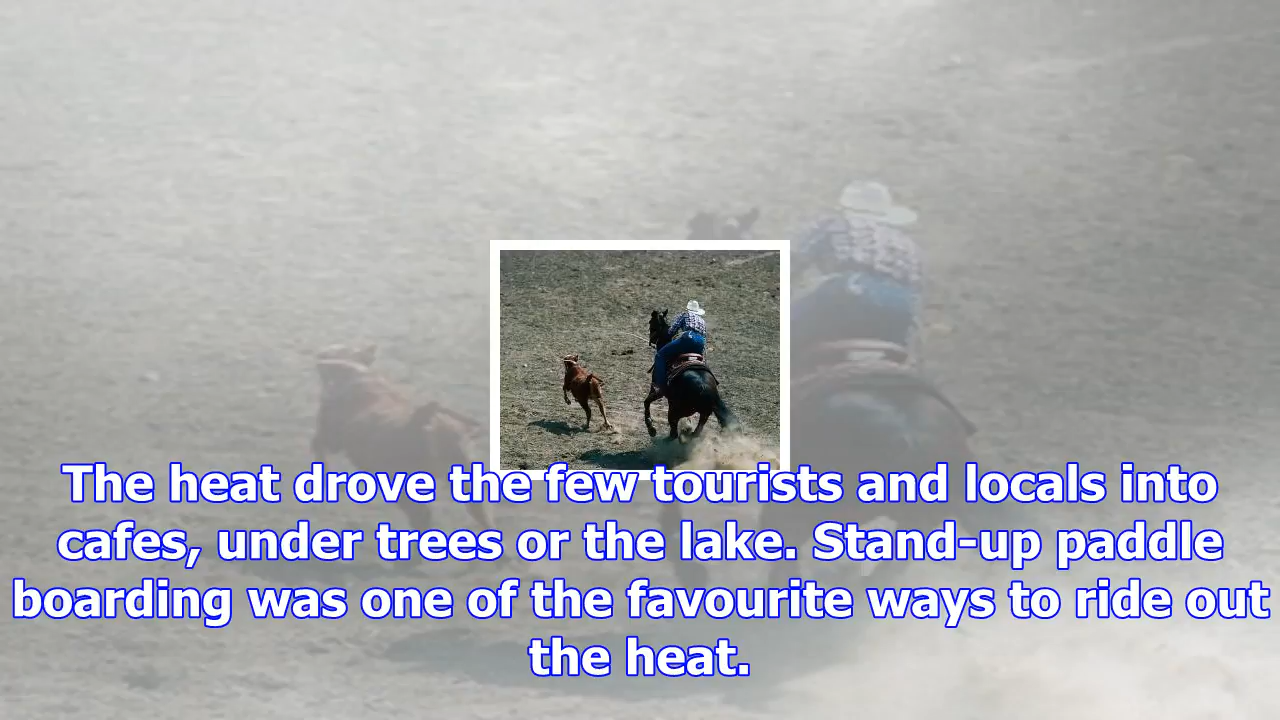 The heat drove the few tourists and locals into
cafes, under trees or the lake. Stand-up paddle
boarding was one of the favourite ways to ride out
the heat.